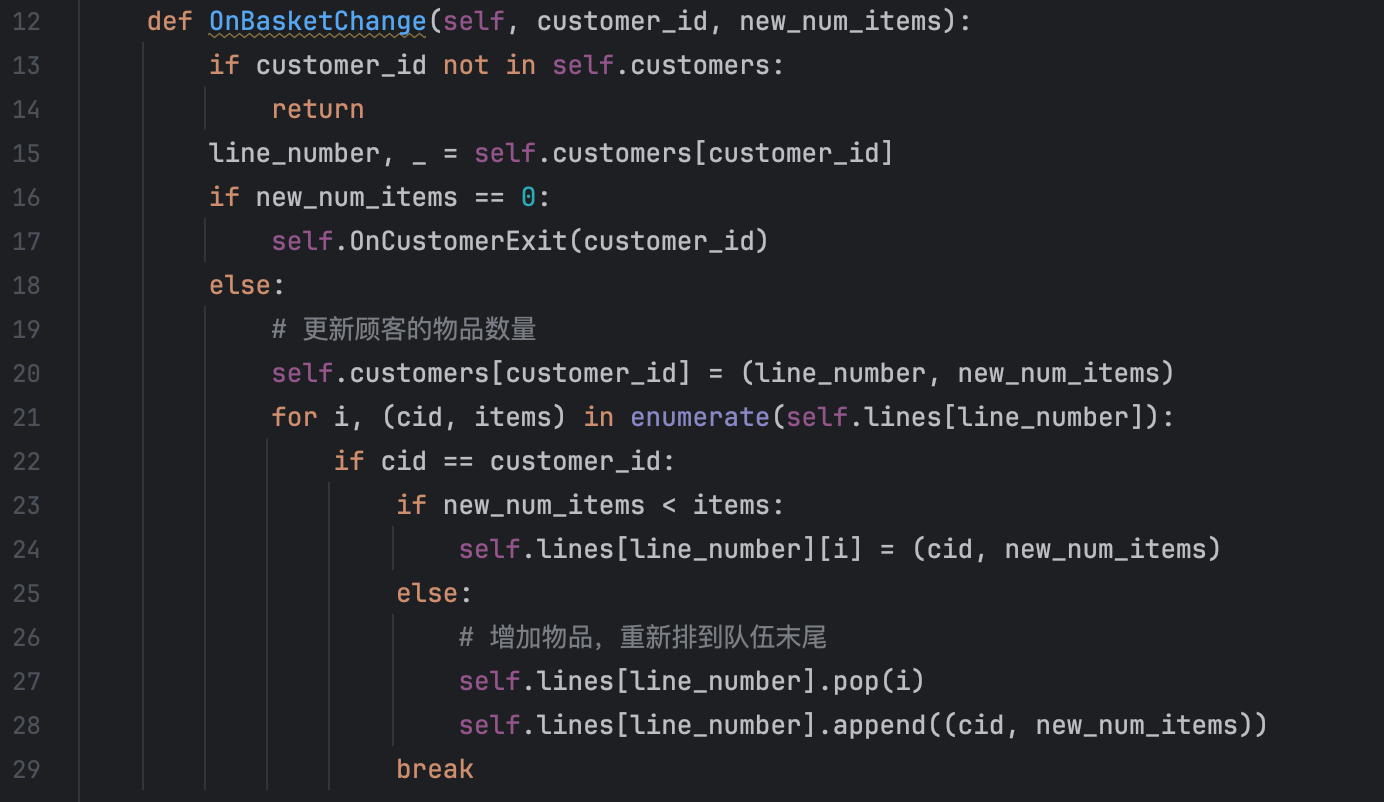 12 def OnBasketChange(self, customer_id, new_num_items):
13 if customer_id not in self.customers:
14 return
15 line_number, _ = self.customers[customer_id]
16 if new_num_items == 0:
17 self.OnCustomerExit(customer_id)
18 else:
19 # 更新顾客的物品数量
20 self.customers[customer_id] = (line_number, new_num_items)
21 for i, (cid, items) in enumerate(self.lines[line_number]):
22 if cid == customer_id:
23 if new_num_items < items:
24 self.lines[line_number][i] = (cid, new_num_items)
25 else:
26 # 增加物品，重新排到队伍末尾
27 self.lines[line_number].pop(i)
28 self.lines[line_number].append((cid, new_num_items))
29 break